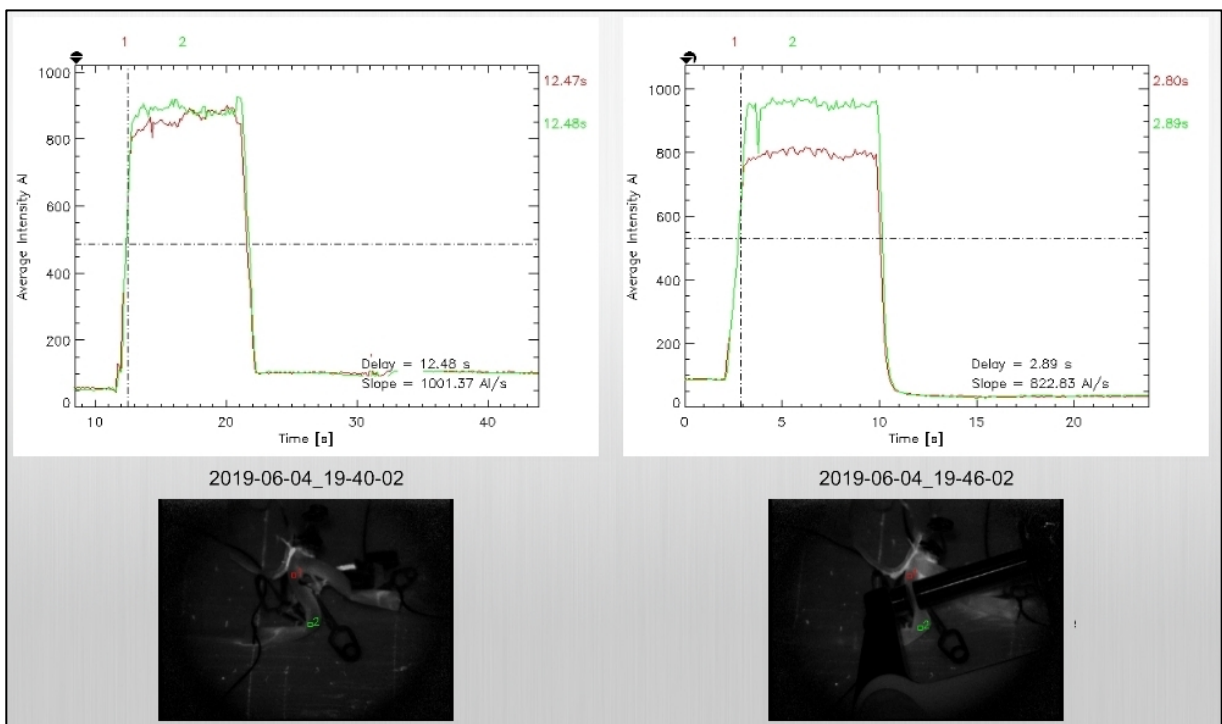 1 2
1000
800
600
400
200
0
Average Intensity AI
12.47s
12.48s
Delay = 12.48 s
Slope = 1001.37 AI/s
10 20 30 40
Time [s]
2019-06-04_19-40-02
1
2
1 2
1000
800
600
400
200
0
Average Intensity AI
2.80s
2.89s
Delay = 2.89 s
Slope = 822.83 AI/s
0 5 10 15 20
Time [s]
2019-06-04_19-46-02
2